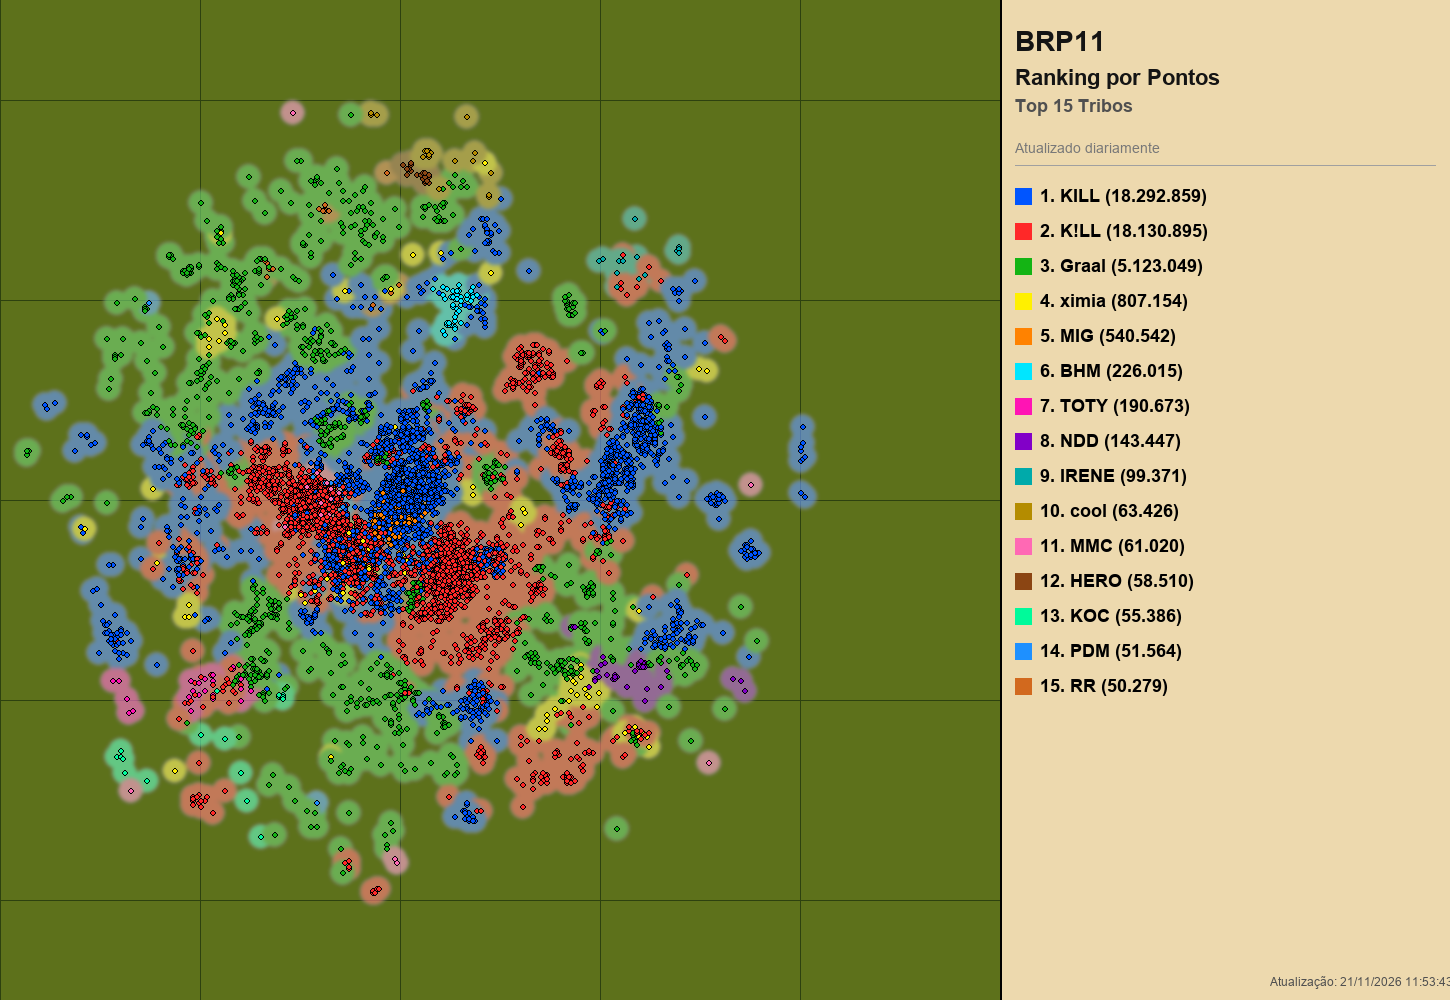 BRP11
Ranking por Pontos
Top 15 Tribos
Atualizado diariamente
1. KILL (18.292.859)
2. K!LL (18.130.895)
3. Graal (5.123.049)
4. ximia (807.154)
5. MIG (540.542)
6. BHM (226.015)
7. TOTY (190.673)
8. NDD (143.447)
9. IRENE (99.371)
10. cool (63.426)
11. MMC (61.020)
12. HERO (58.510)
13. KOC (55.386)
14. PDM (51.564)
15. RR (50.279)
Atualização: 21/11/2026 11:53:43